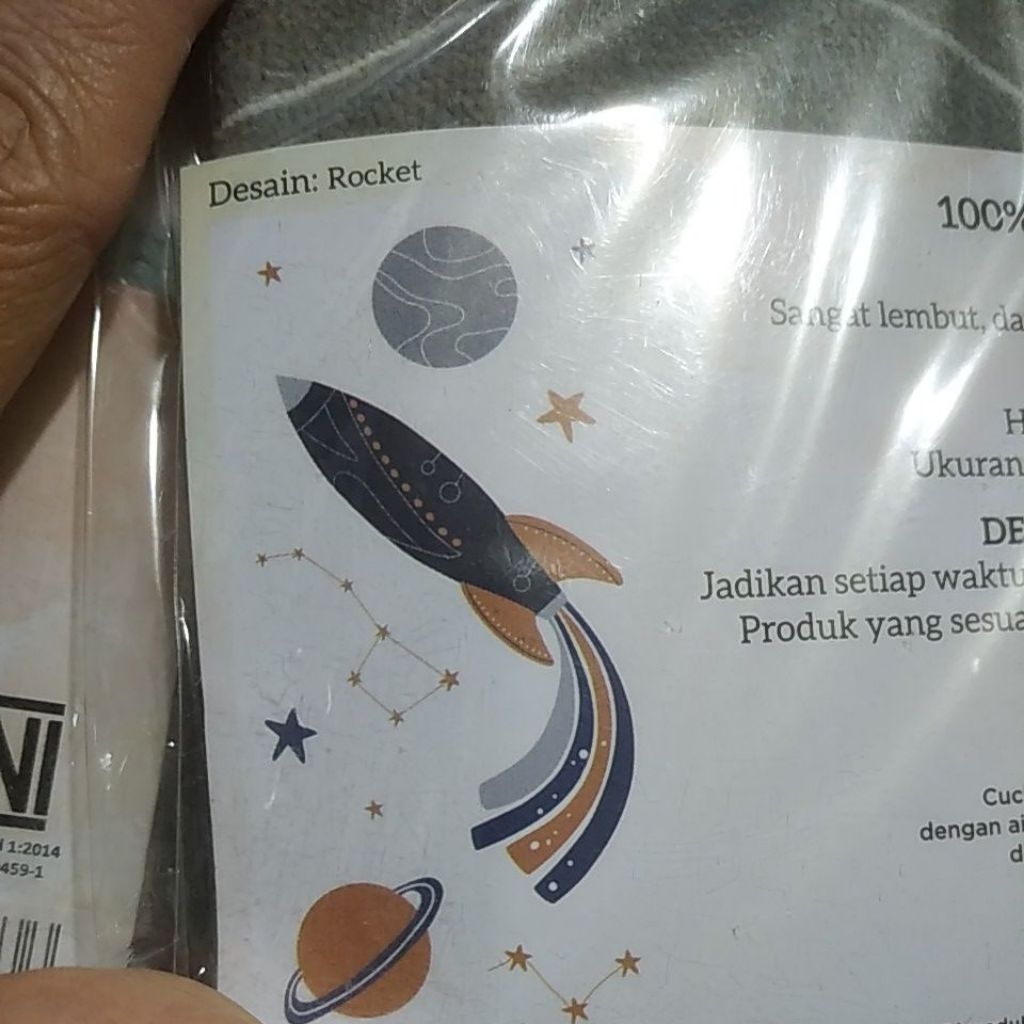 Desain: Rocket
100%
Sangat lembut, da
H
Ukuran
DE
Jadikan setiap waktu
Produk yang sesua
Cuc
dengan ai
d
NI
1:2014
459-1